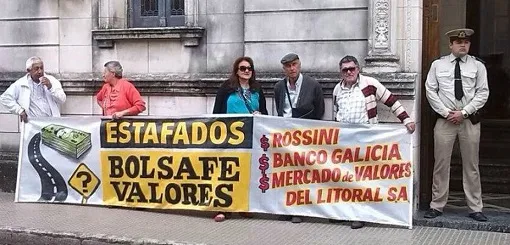 ESTAFADOS
BOLSAFE
VALORES
?
$ ROSSINI
$ BANCO GALICIA
$ MERCADO de VALORES
DEL LITORAL SA